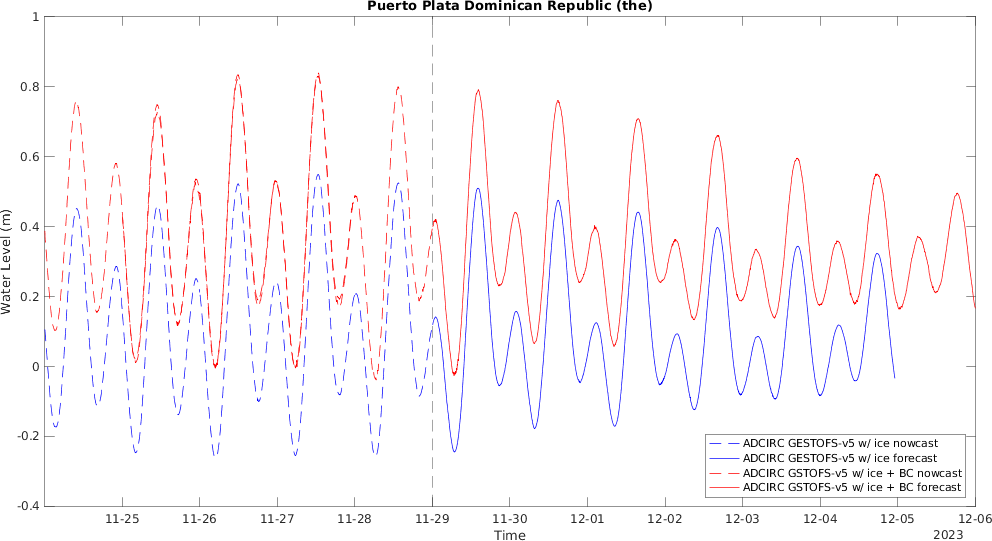 Puerto Plata Dominican Republic (the)
1
0.8
0.6
0.4
0.2
0
-0.2
-0.4
Water Level (m)
11-25 11-26 11-27 11-28 11-29 11-30 12-01 12-02 12-03 12-04 12-05 12-06
Time
2023
ADCIRC GESTOFS-v5 w/ ice nowcast
ADCIRC GESTOFS-v5 w/ ice forecast
ADCIRC GSTOFS-v5 w/ ice + BC nowcast
ADCIRC GSTOFS-v5 w/ ice + BC forecast